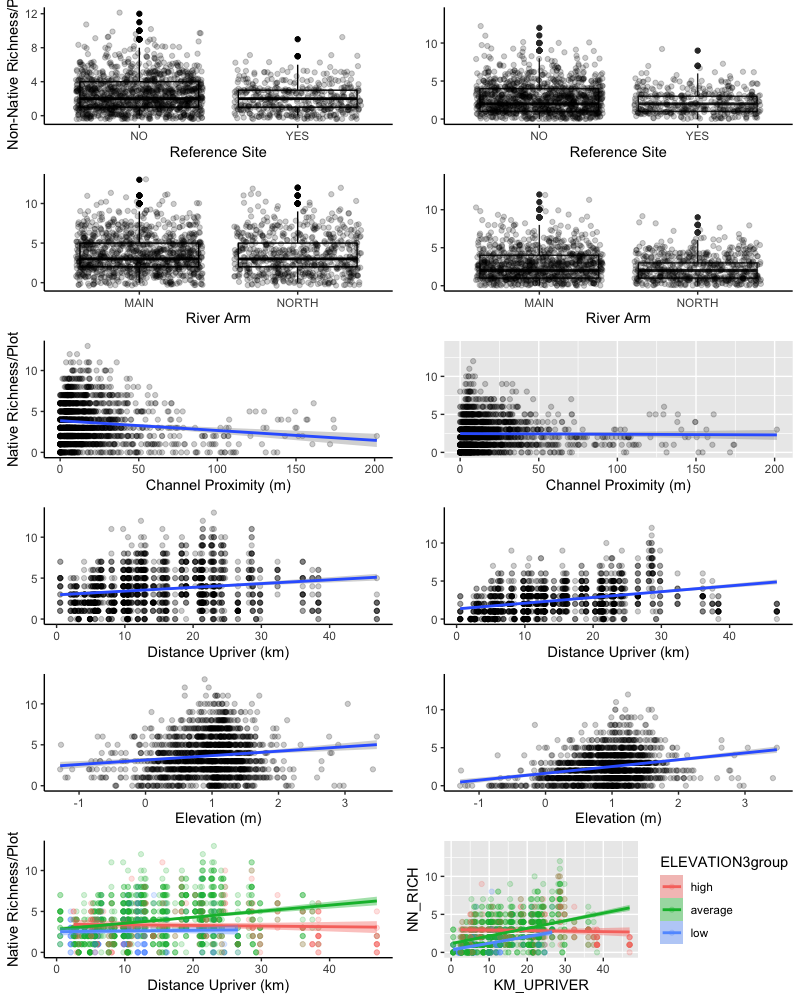 Non-Native Richness/P
12
8
4
0
NO
YES
Reference Site
10
5
0
NO
YES
Reference Site
10
5
0
MAIN
NORTH
River Arm
10
5
0
MAIN
NORTH
River Arm
Native Richness/Plot
10
5
0
0
50
100
150
200
Channel Proximity (m)
10
5
0
0
50
100
150
200
Channel Proximity (m)
10
5
0
0
10
20
30
40
Distance Upriver (km)
10
5
0
0
20
40
Distance Upriver (km)
10
5
0
-1
0
1
2
3
Elevation (m)
10
5
0
-1
0
1
2
3
Elevation (m)
Native Richness/Plot
10
5
0
0
10
20
30
40
Distance Upriver (km)
NN_RICH
10
5
0
0
10
20
30
40
KM_UPRIVER
ELEVATION3group
high
average
low